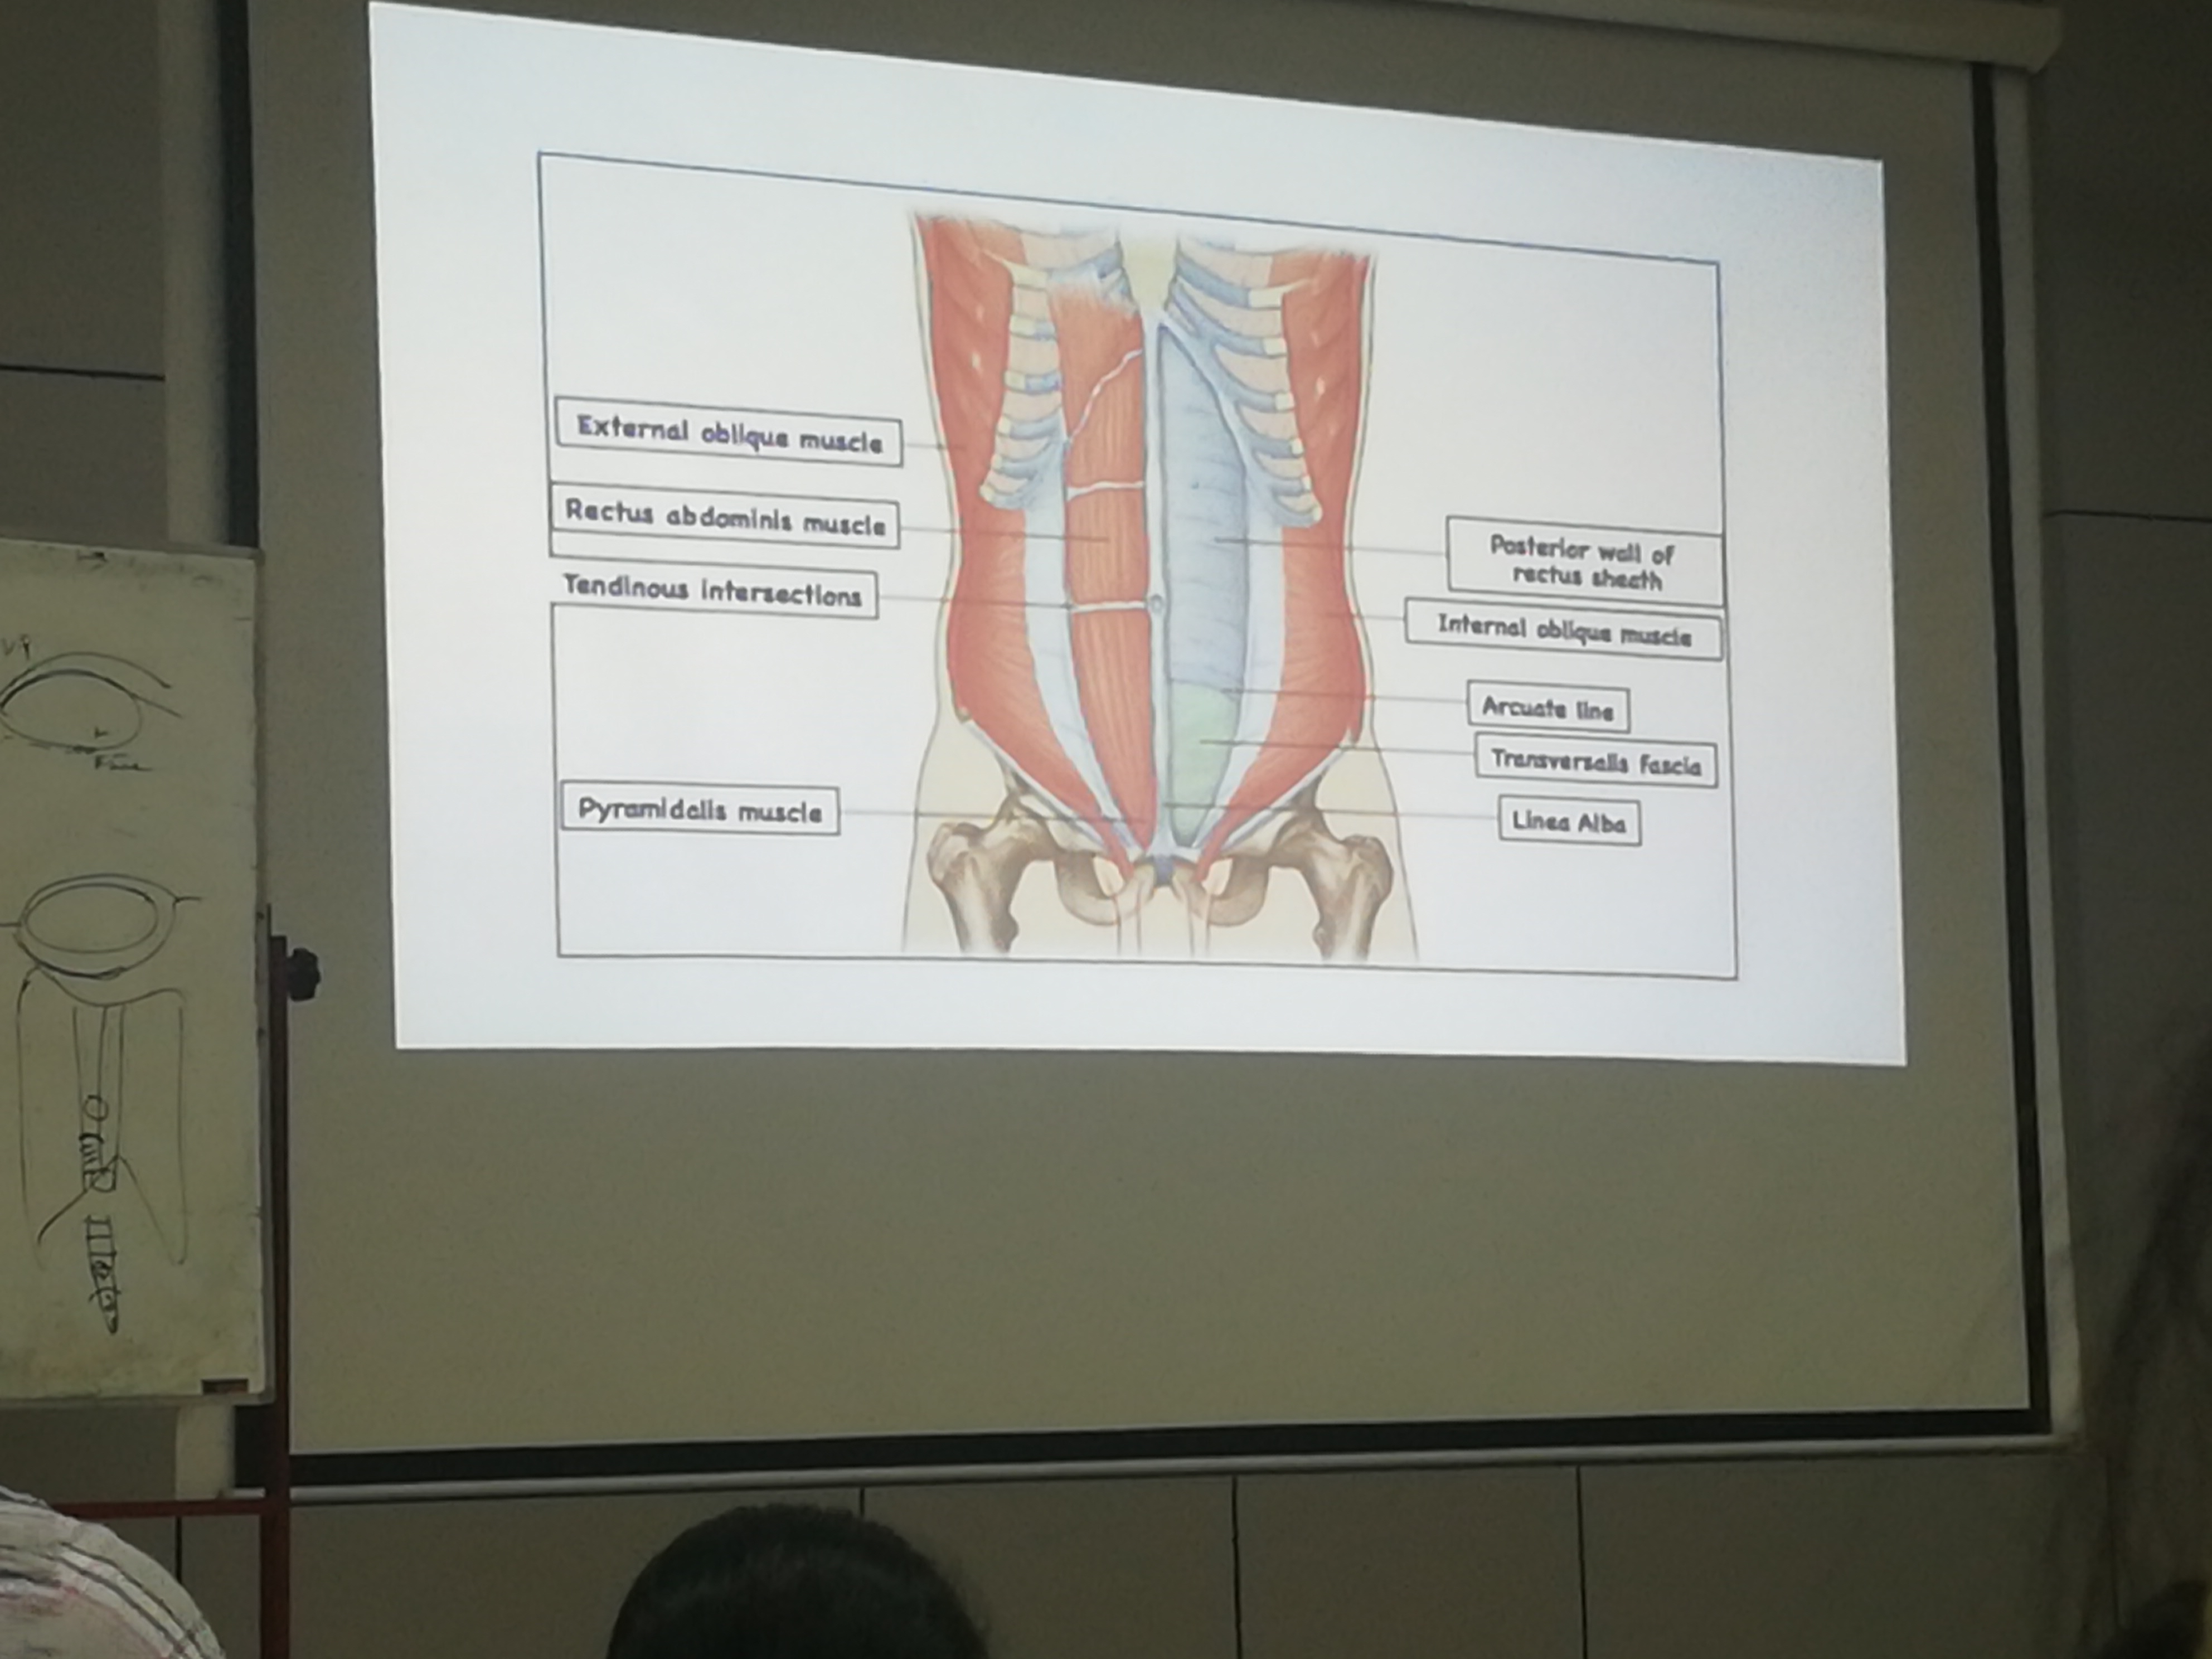 External oblique muscle
Rectus abdominis muscle
Tendinous intersections
Pyramidalis muscle
Posterior wall of
rectus sheath
Internal oblique muscle
Arcuate line
Transversalis fascia
Linea Alba